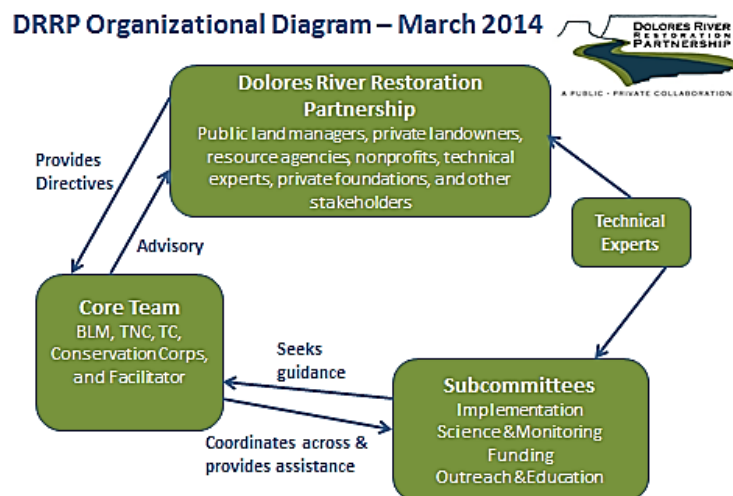 DRRP Organizational Diagram – March 2014
DOLORES RIVER
RESTORATION
PARTNERSHIP
A PUBLIC - PRIVATE COLLABORATION
Dolores River Restoration
Partnership
Public land managers, private landowners,
resource agencies, nonprofits, technical
experts, private foundations, and other
stakeholders
Provides
Directives
Advisory
Technical
Experts
Core Team
BLM, TNC, TC,
Conservation Corps,
and Facilitator
Seeks
guidance
Coordinates across &
provides assistance
Subcommittees
Implementation
Science & Monitoring
Funding
Outreach & Education